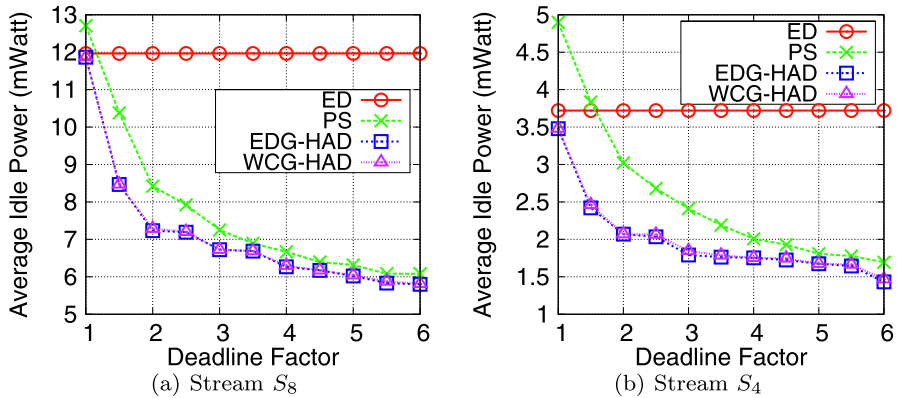 Average Idle Power (mWatt)
13
12
11
10
9
8
7
6
5
ED
PS
EDG-HAD
WCG-HAD
1 2 3 4 5 6
Deadline Factor
(a) Stream S8
Average Idle Power (mWatt)
5
4.5
4
3.5
3
2.5
2
1.5
1
ED
PS
EDG-HAD
WCG-HAD
1 2 3 4 5 6
Deadline Factor
(b) Stream S4